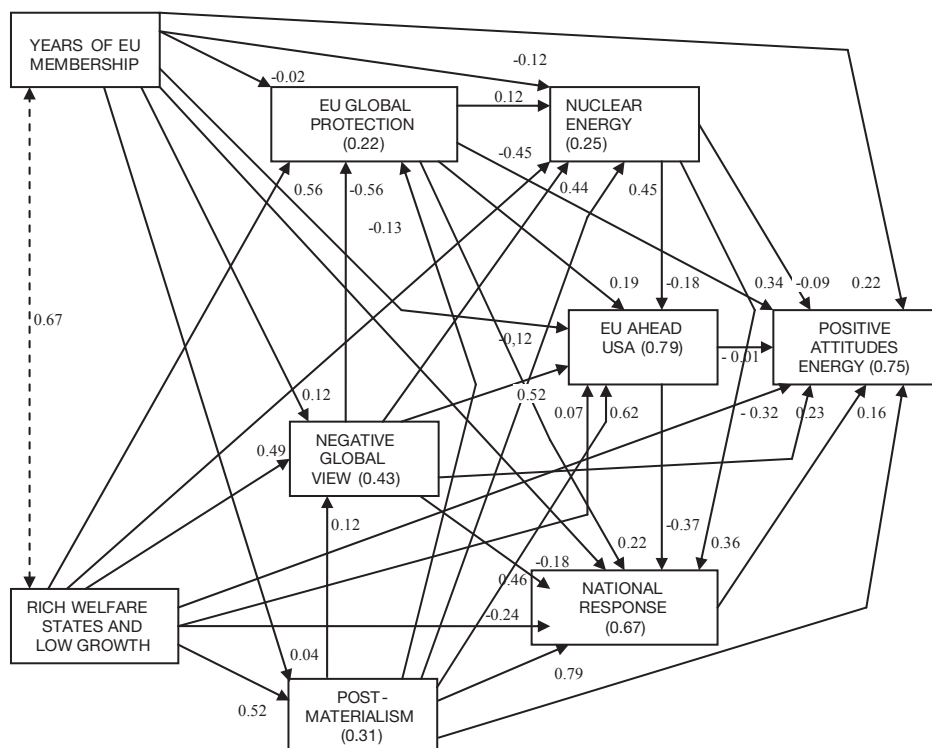 YEARS OF EU
MEMBERSHIP
-0.12
-0.02
EU GLOBAL
PROTECTION
(0.22)
0.12
NUCLEAR
ENERGY
(0.25)
-0.45
0.56
-0.56
0.44
0.45
-0.13
0.19
-0.18
0.34
-0.09
0.22
0.67
-0,12
EU AHEAD
USA (0.79)
- 0.01
POSITIVE
ATTITUDES
ENERGY (0.75)
0.12
0.52
0.07
0.62
- 0.32
0.23
0.16
0.49
NEGATIVE
GLOBAL
VIEW (0.43)
0.12
-0.37
0.22
0.36
-0.18
0.46
RICH WELFARE
STATES AND
LOW GROWTH
-0.24
NATIONAL
RESPONSE
(0.67)
0.04
0.52
0.79
POST-
MATERIALISM
(0.31)